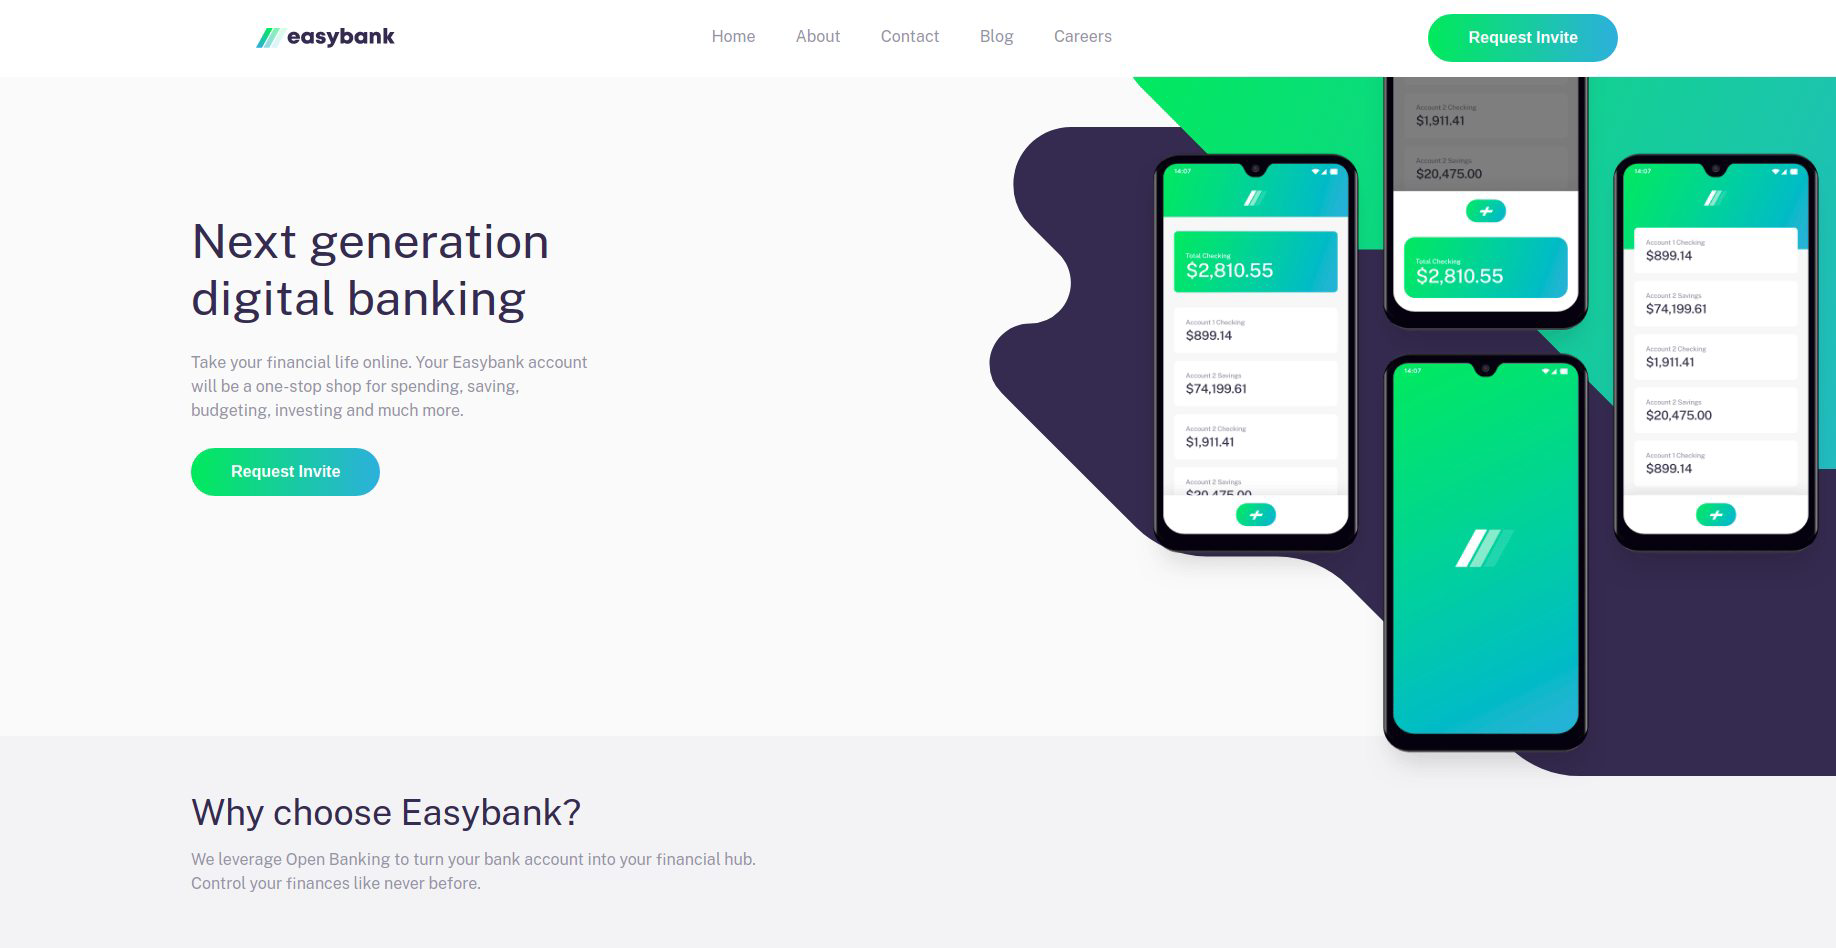 easybank
Home
About
Contact
Blog
Careers
Request Invite
Next generation
digital banking
Take your financial life online. Your Easybank account
will be a one-stop shop for spending, saving,
budgeting, investing and much more.
Request Invite
14:07
Total Checking
$2,810.55
Account 1 Checking
$899.14
Account 2 Savings
$74,199.61
Account 2 Checking
$1,911.41
Account 2 Savings
$20,475.00
Account 2 Checking
$1,911.41
Account 2 Savings
$20,475.00
Total Checking
$2,810.55
14:07
14:07
Account 1 Checking
$899.14
Account 2 Savings
$74,199.61
Account 2 Checking
$1,911.41
Account 2 Savings
$20,475.00
Account 1 Checking
$899.14
Why choose Easybank?
We leverage Open Banking to turn your bank account into your financial hub.
Control your finances like never before.